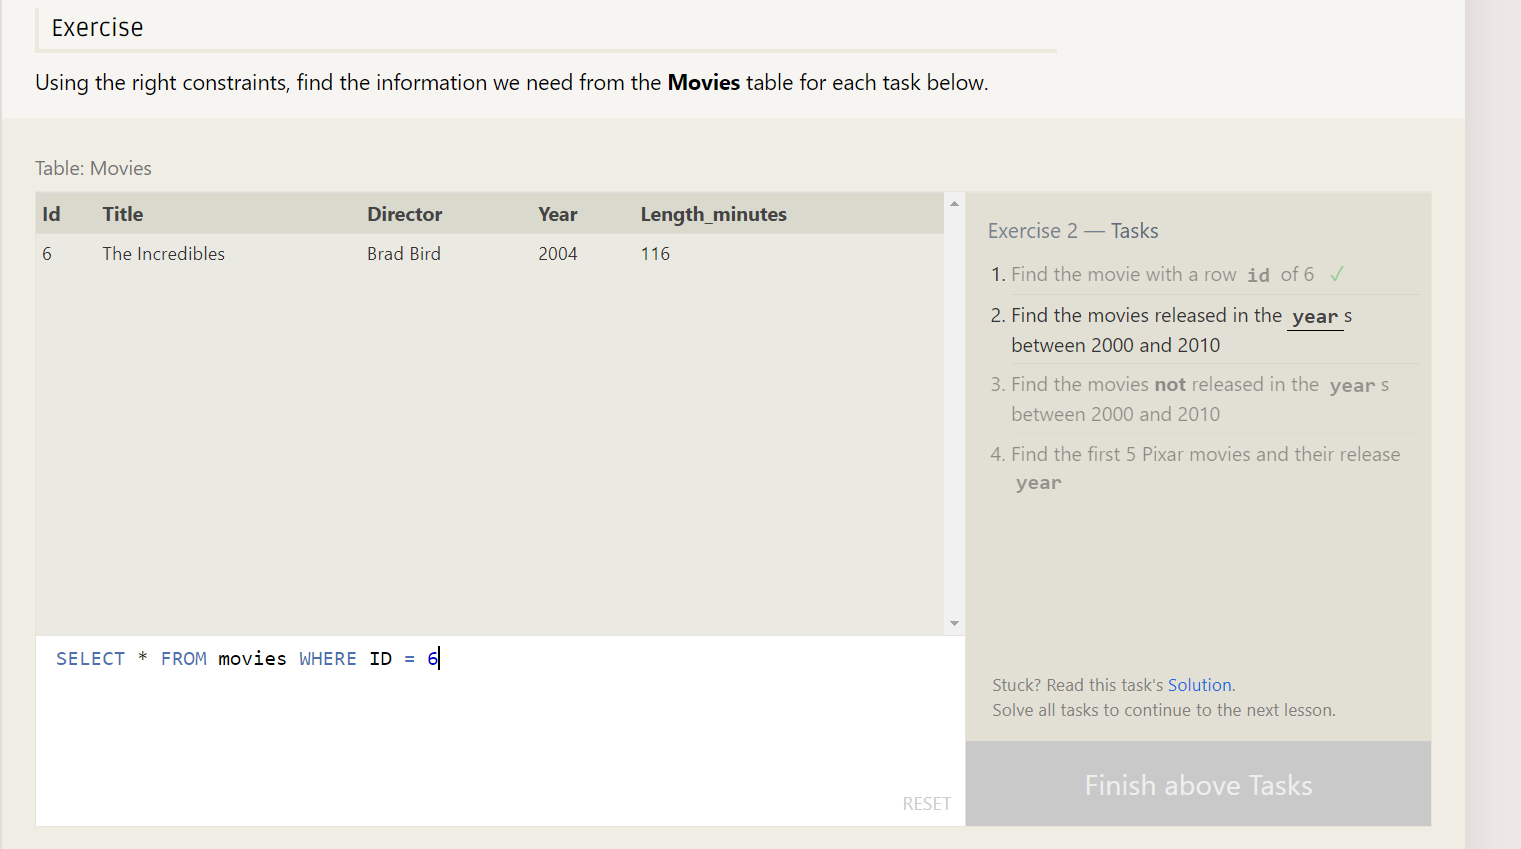 Exercise
Using the right constraints, find the information we need from the Movies table for each task below.
Table: Movies
Id Title Director Year Length_minutes
6 The Incredibles Brad Bird 2004 116
SELECT * FROM movies WHERE ID = 6
RESET
Exercise 2 — Tasks
1. Find the movie with a row id of 6 ✓
2. Find the movies released in the year s
between 2000 and 2010
3. Find the movies not released in the year s
between 2000 and 2010
4. Find the first 5 Pixar movies and their release
year
Stuck? Read this task's Solution.
Solve all tasks to continue to the next lesson.
Finish above Tasks